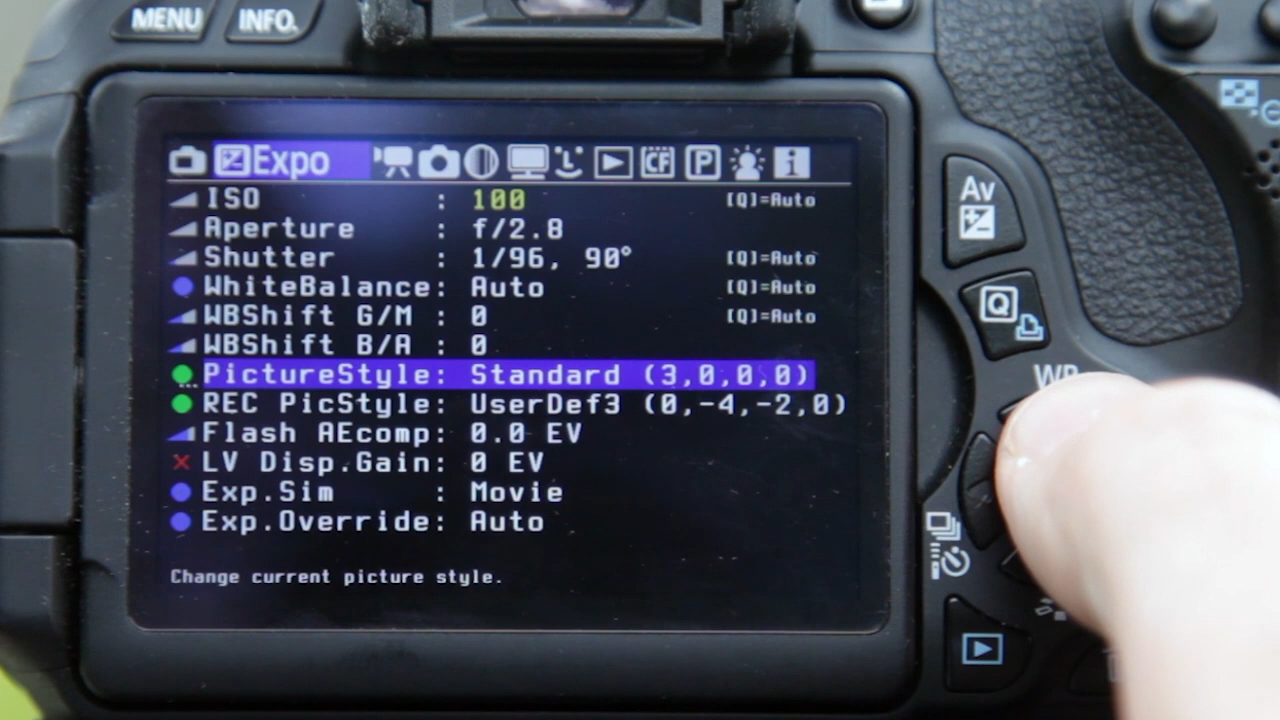 MENU INFO.
Expo CF P i
ISO : 100 [Q]=Auto
Aperture : f/2.8
Shutter : 1/96, 90° [Q]=Auto
WhiteBalance: Auto [Q]=Auto
WBShift G/M : 0 [Q]=Auto
WBShift B/A : 0
PictureStyle: Standard (3,0,0,0)
REC PicStyle: UserDef3 (0,-4,-2,0)
Flash AEcomp: 0.0 EV
LV Disp.Gain: 0 EV
Exp.Sim : Movie
Exp.Override: Auto
Change current picture style.
Av
Q
WB